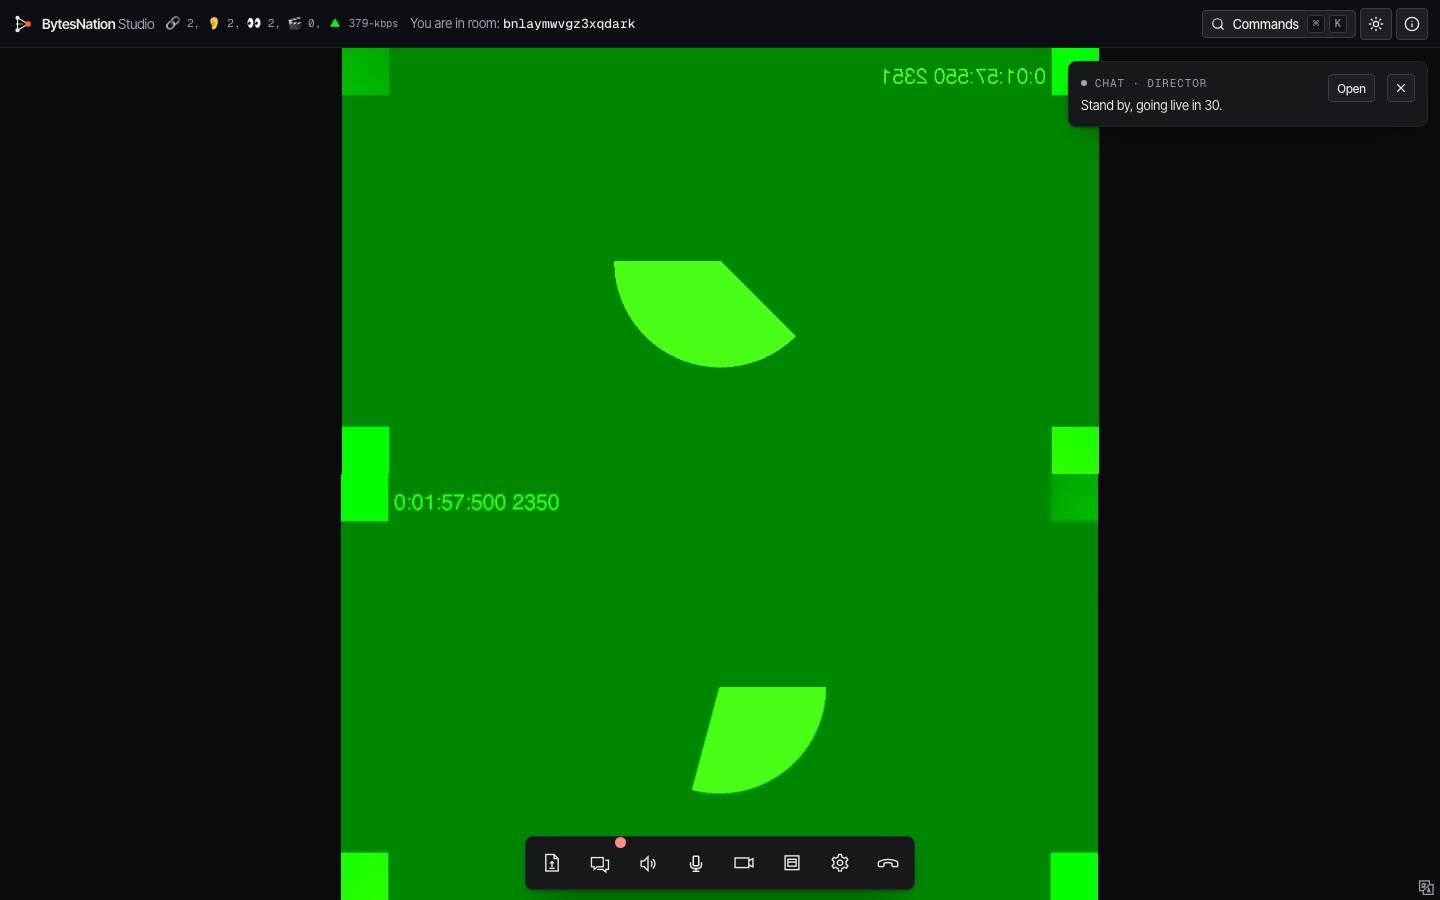 BytesNation Studio 2, 2, 2, 0, 379-kbps You are in room: bnlaymwvgz3xqdark Commands ⌘ K
0:01:57:550 2351
CHAT · DIRECTOR
Stand by, going live in 30.
Open
0:01:57:500 2350